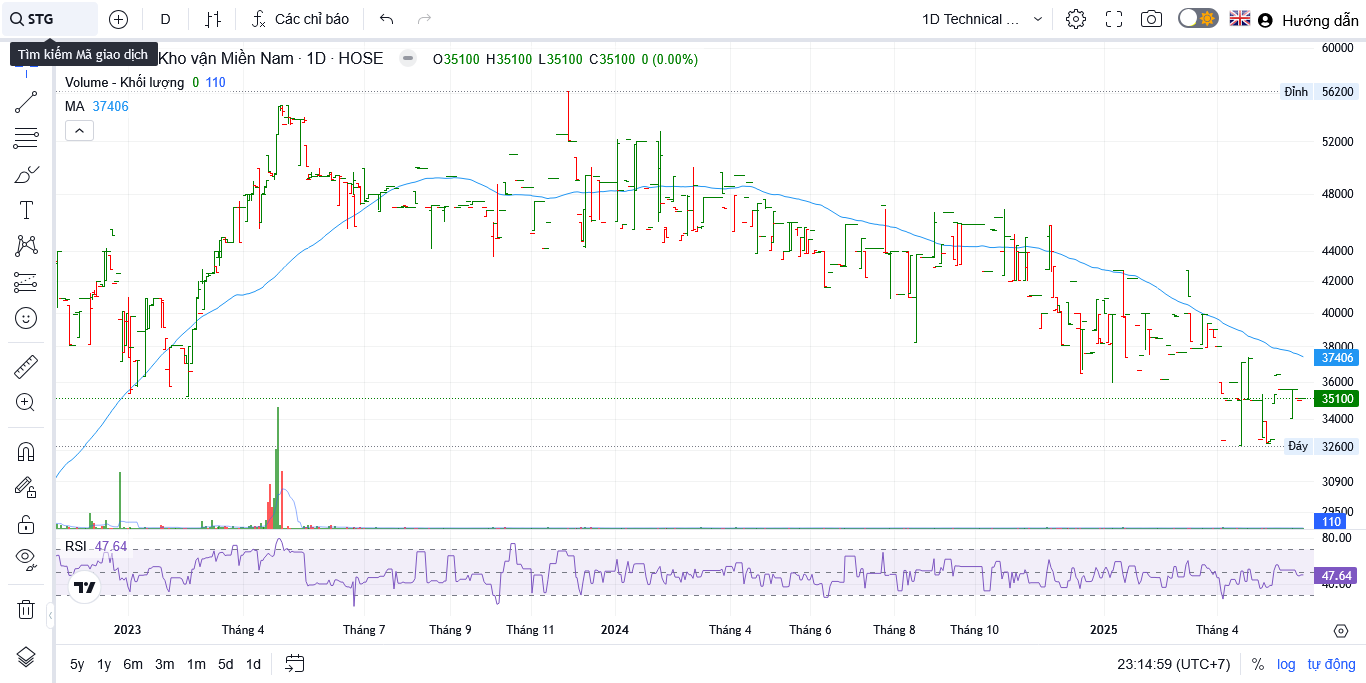 STG D Các chỉ báo 1D Technical ... Hướng dẫn
Tìm kiếm Mã giao dịch Kho vận Miền Nam · 1D · HOSE O35100 H35100 L35100 C35100 0 (0.00%)
Volume - Khối lượng 0 110
MA 37406
60000
Đỉnh 56200
52000
48000
44000
42000
40000
38000
37406
36000
35100
34000
Đáy 32600
30900
29500
110
RSI 47.64
80.00
47.64
40.00
2023 Tháng 4 Tháng 7 Tháng 9 Tháng 11 2024 Tháng 4 Tháng 6 Tháng 8 Tháng 10 2025 Tháng 4
5y 1y 6m 3m 1m 5d 1d 23:14:59 (UTC+7) % log tự động